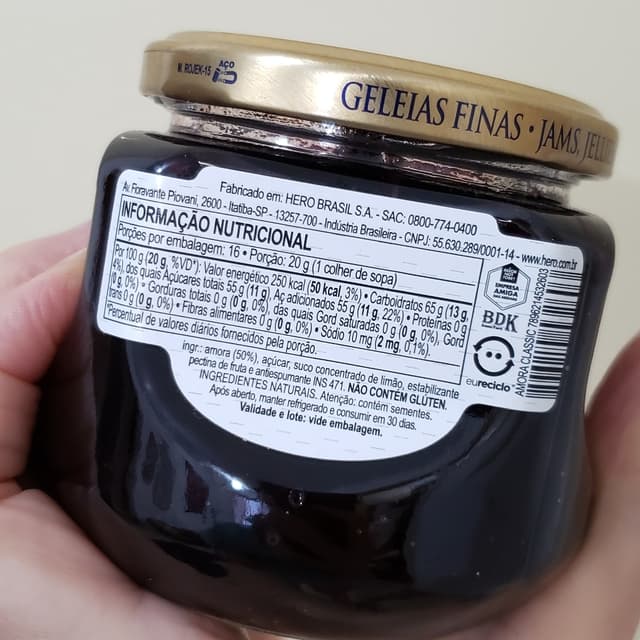 M. ROJEK-15 AÇO
GELEIAS FINAS • JAMS, JELL
Fabricado em: HERO BRASIL S.A. - SAC: 0800-774-0400
Av. Fioravante Piovani, 2600 - Itatiba-SP - 13257-700 - Indústria Brasileira - CNPJ: 55.630.289/0001-14 - www.hero.com.br
INFORMAÇÃO NUTRICIONAL
Porções por embalagem: 16 • Porção: 20 g (1 colher de sopa)
Por 100 g (20 g, %VD*): Valor energético 250 kcal (50 kcal, 3%) • Carboidratos 65 g (13 g,
4%), dos quais Açúcares totais 55 g (11 g), Aç adicionados 55 g (11 g, 22%) • Proteínas 0 g
(0 g, 0%) • Gorduras totais 0 g (0 g, 0%), das quais Gord saturadas 0 g (0 g, 0%), Gord
trans 0 g (0 g, 0%) • Fibras alimentares 0 g (0 g, 0%) • Sódio 10 mg (2 mg, 0,1%).
*Percentual de valores diários fornecidos pela porção.
ingr.: amora (50%), açúcar, suco concentrado de limão, estabilizante
pectina de fruta e antiespumante INS 471. NÃO CONTÉM GLÚTEN.
INGREDIENTES NATURAIS. Atenção: contém sementes.
Após aberto, manter refrigerado e consumir em 30 dias.
Validade e lote: vide embalagem.
EMPRESA
AMIGA
BDK
eureciclo
AMORA CLASSIC 7896214532603